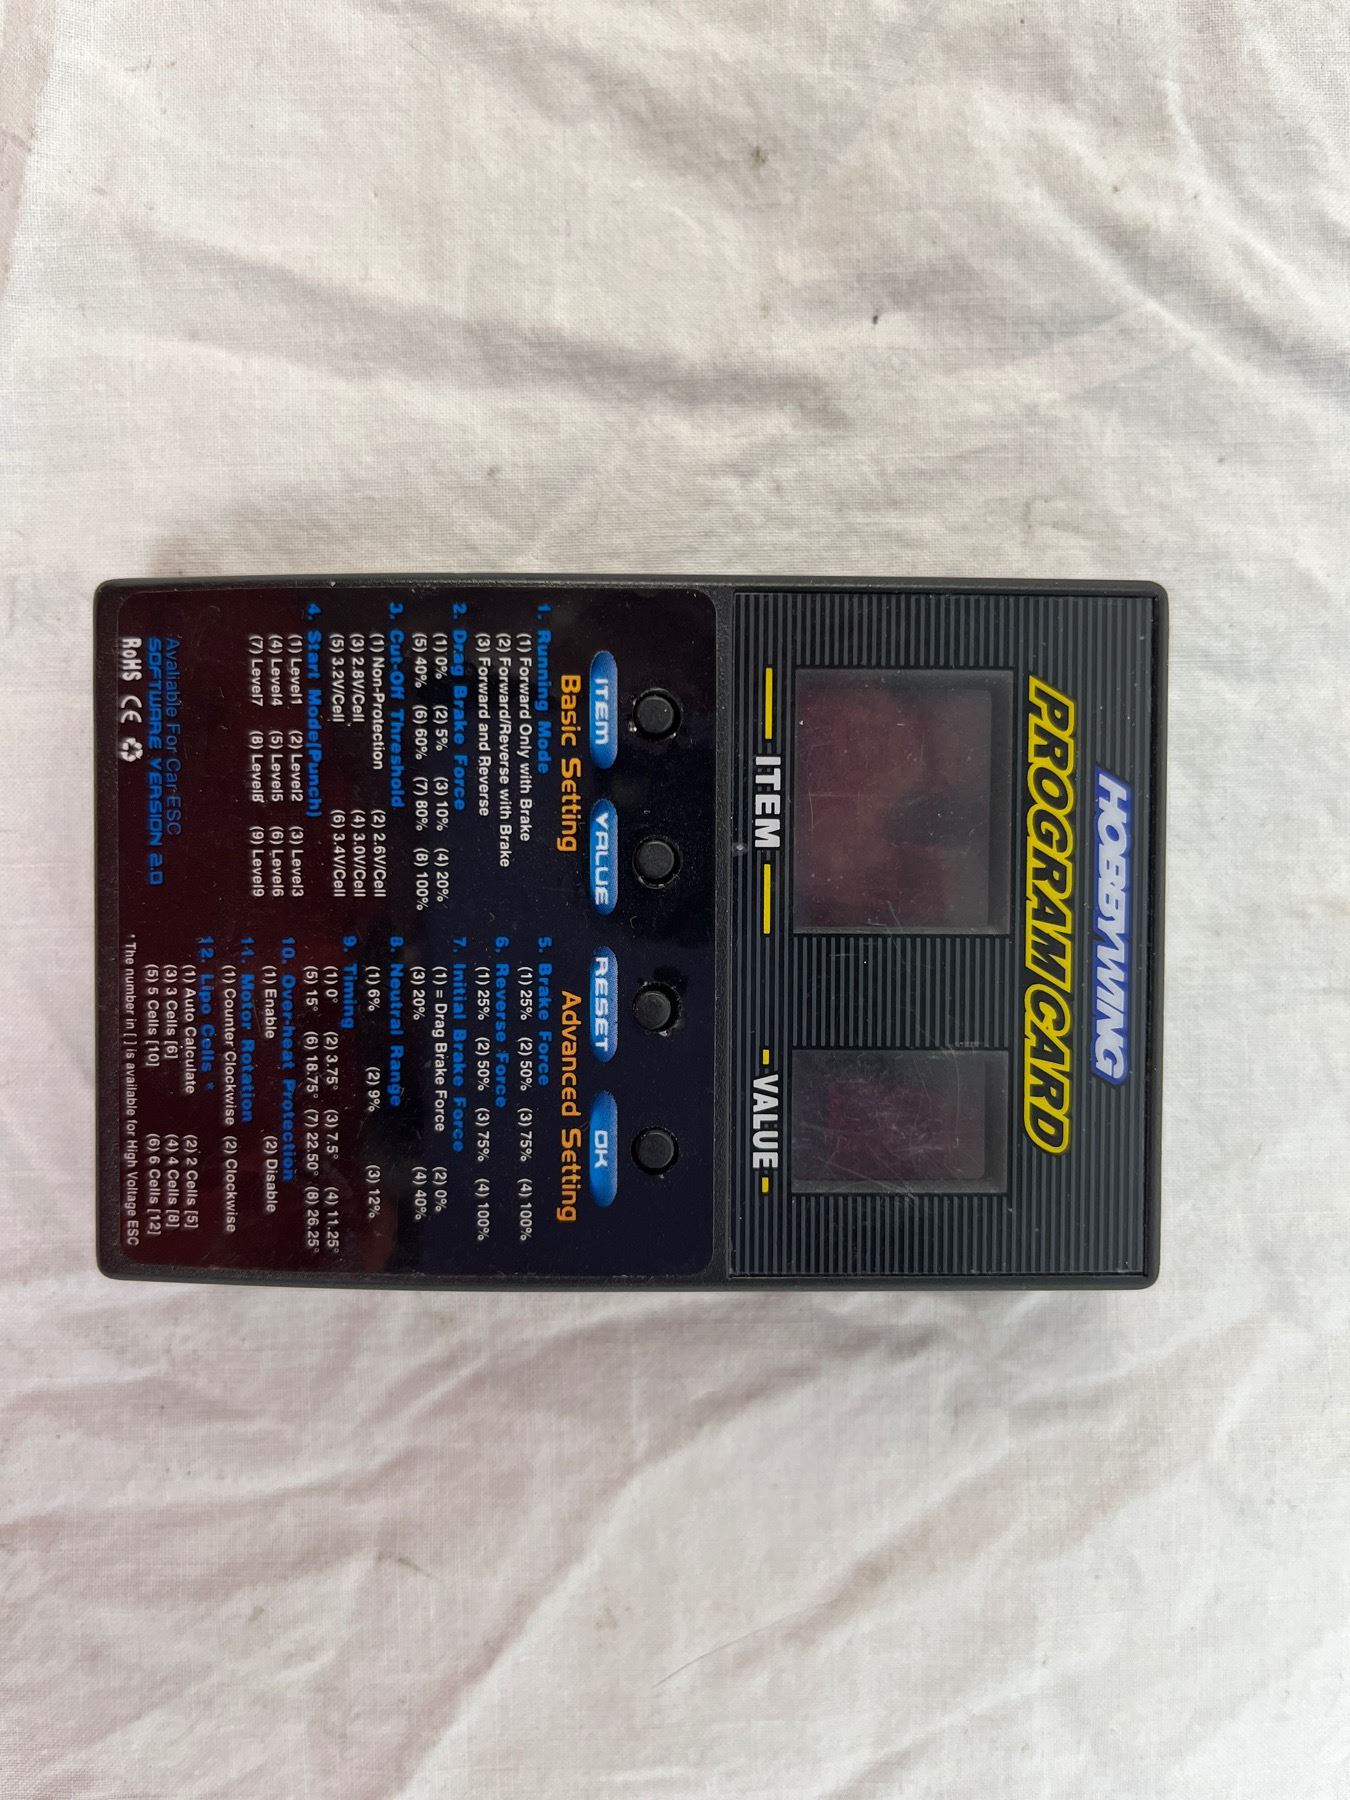 HOBBYWING
PROGRAM CARD
ITEM
VALUE
ITEM VALUE RESET OK
Basic Setting
1. Running Mode
(1) Forward Only with Brake
(2) Forward/Reverse with Brake
(3) Forward and Reverse
2. Drag Brake Force
(1) 0% (2) 5% (3) 10% (4) 20%
(5) 40% (6) 60% (7) 80% (8) 100%
3. Cut-Off Threshold
(1) Non-Protection (2) 2.6V/Cell
(3) 2.8V/Cell (4) 3.0V/Cell
(5) 3.2V/Cell (6) 3.4V/Cell
4. Start Mode(Punch)
(1) Level1 (2) Level2 (3) Level3
(4) Level4 (5) Level5 (6) Level6
(7) Level7 (8) Level8 (9) Level9
Avaliable For Car ESC
SOFTWARE VERSION 2.0
RoHS CE
Advanced Setting
5. Brake Force
(1) 25% (2) 50% (3) 75% (4) 100%
6. Reverse Force
(1) 25% (2) 50% (3) 75% (4) 100%
7. Initial Brake Force
(1) = Drag Brake Force (2) 0%
(3) 20% (4) 40%
8. Neutral Range
(1) 6% (2) 9% (3) 12%
9. Timing
(1) 0° (2) 3.75° (3) 7.5° (4) 11.25°
(5) 15° (6) 18.75° (7) 22.50° (8) 26.25°
10. Over-heat Protection
(1) Enable (2) Disable
11. Motor Rotation
(1) Counter Clockwise (2) Clockwise
12. Lipo Cells *
(1) Auto Calculate (2) 2 Cells [5]
(3) 3 Cells [6] (4) 4 Cells [8]
(5) 5 Cells [10] (6) 6 Cells [12]
* The number in [ ] is available for High Voltage ESC